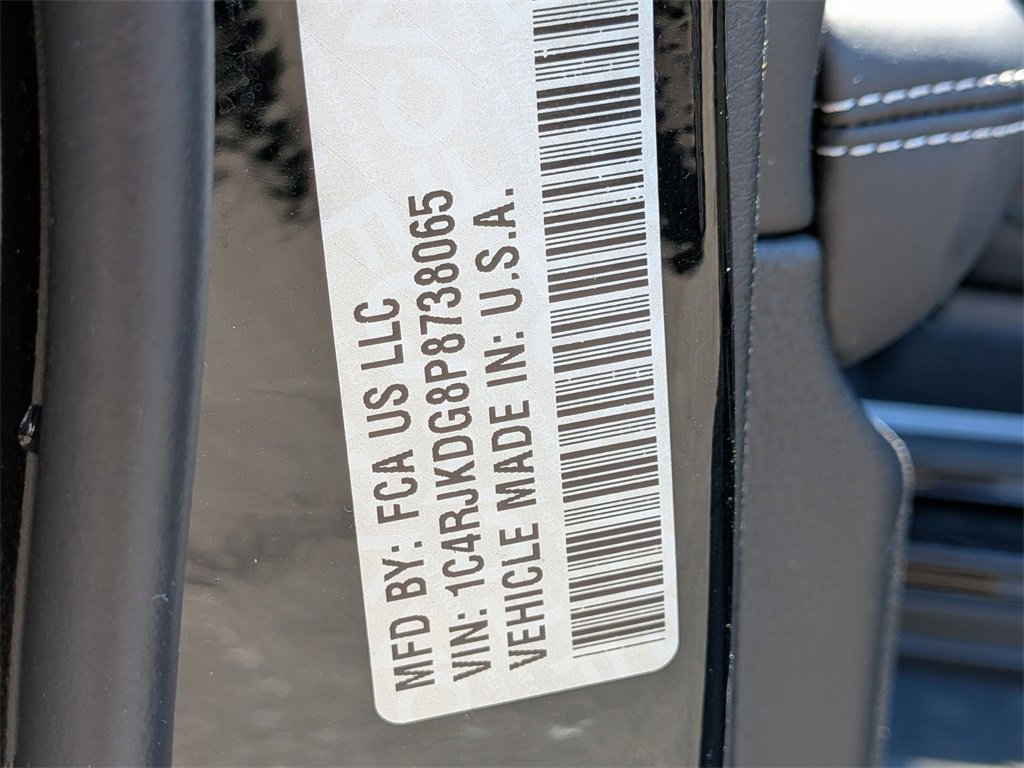 MFD BY: FCA US LLC
VIN: 1C4RJKDG8P8738065
VEHICLE MADE IN: U.S.A.